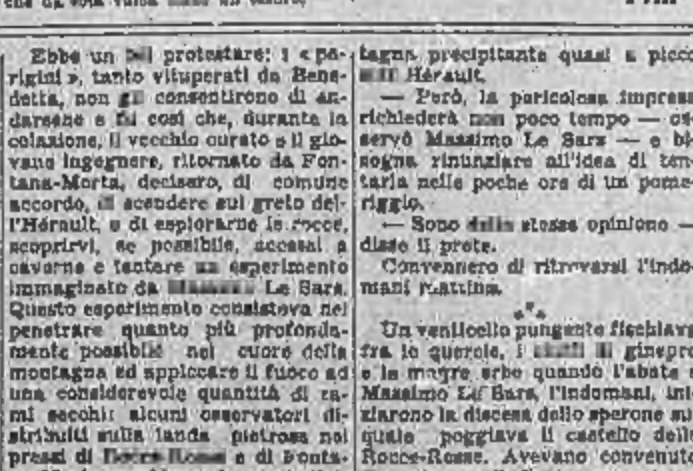 Ebbe un protestare: i « pa-
rigini », tanto vituperati da Bene-
detta, non gli consentirono di an-
darsene e fu così che, durante la
colazione, il vecchio curato e il gio-
vane ingegnere, ritornato da Fon-
tana-Morta, decisero, di comune
accordo, di scendere sul greto del-
l'Hérault, e di esplorarne le rocce,
scoprirvi, se possibile, accessi a
caverne e tentare un esperimento
immaginato da Le Sars.
Questo esperimento consisteva nel
penetrare quanto più profonda-
mente possibile nel cuore della
montagna ed appiccare il fuoco ad
una considerevole quantità di ra-
mi secchi: alcuni osservatori di-
stribuiti sulla landa pietrosa nei
pressi di e di Fonta-
tagna precipitante quasi a picco
Hérault.
— Però, la pericolosa impresa
richiederà non poco tempo — os-
servò Massimo Le Sars — e bi-
sogna rinunziare all'idea di ten-
tarla nelle poche ore di un pome-
riggio.
— Sono della stessa opinione —
disse il prete.
Convennero di ritrovarsi l'indo-
mani mattina.
***
Un venticello pungente fischiava
fra le querele, i di ginepro
e le magre erbe quando l'abate e
Massimo Le Sars, l'indomani, ini-
ziarono la discesa dello sperone sul
quale poggiava il castello delle
Rocce-Rosse. Avevano convenuto